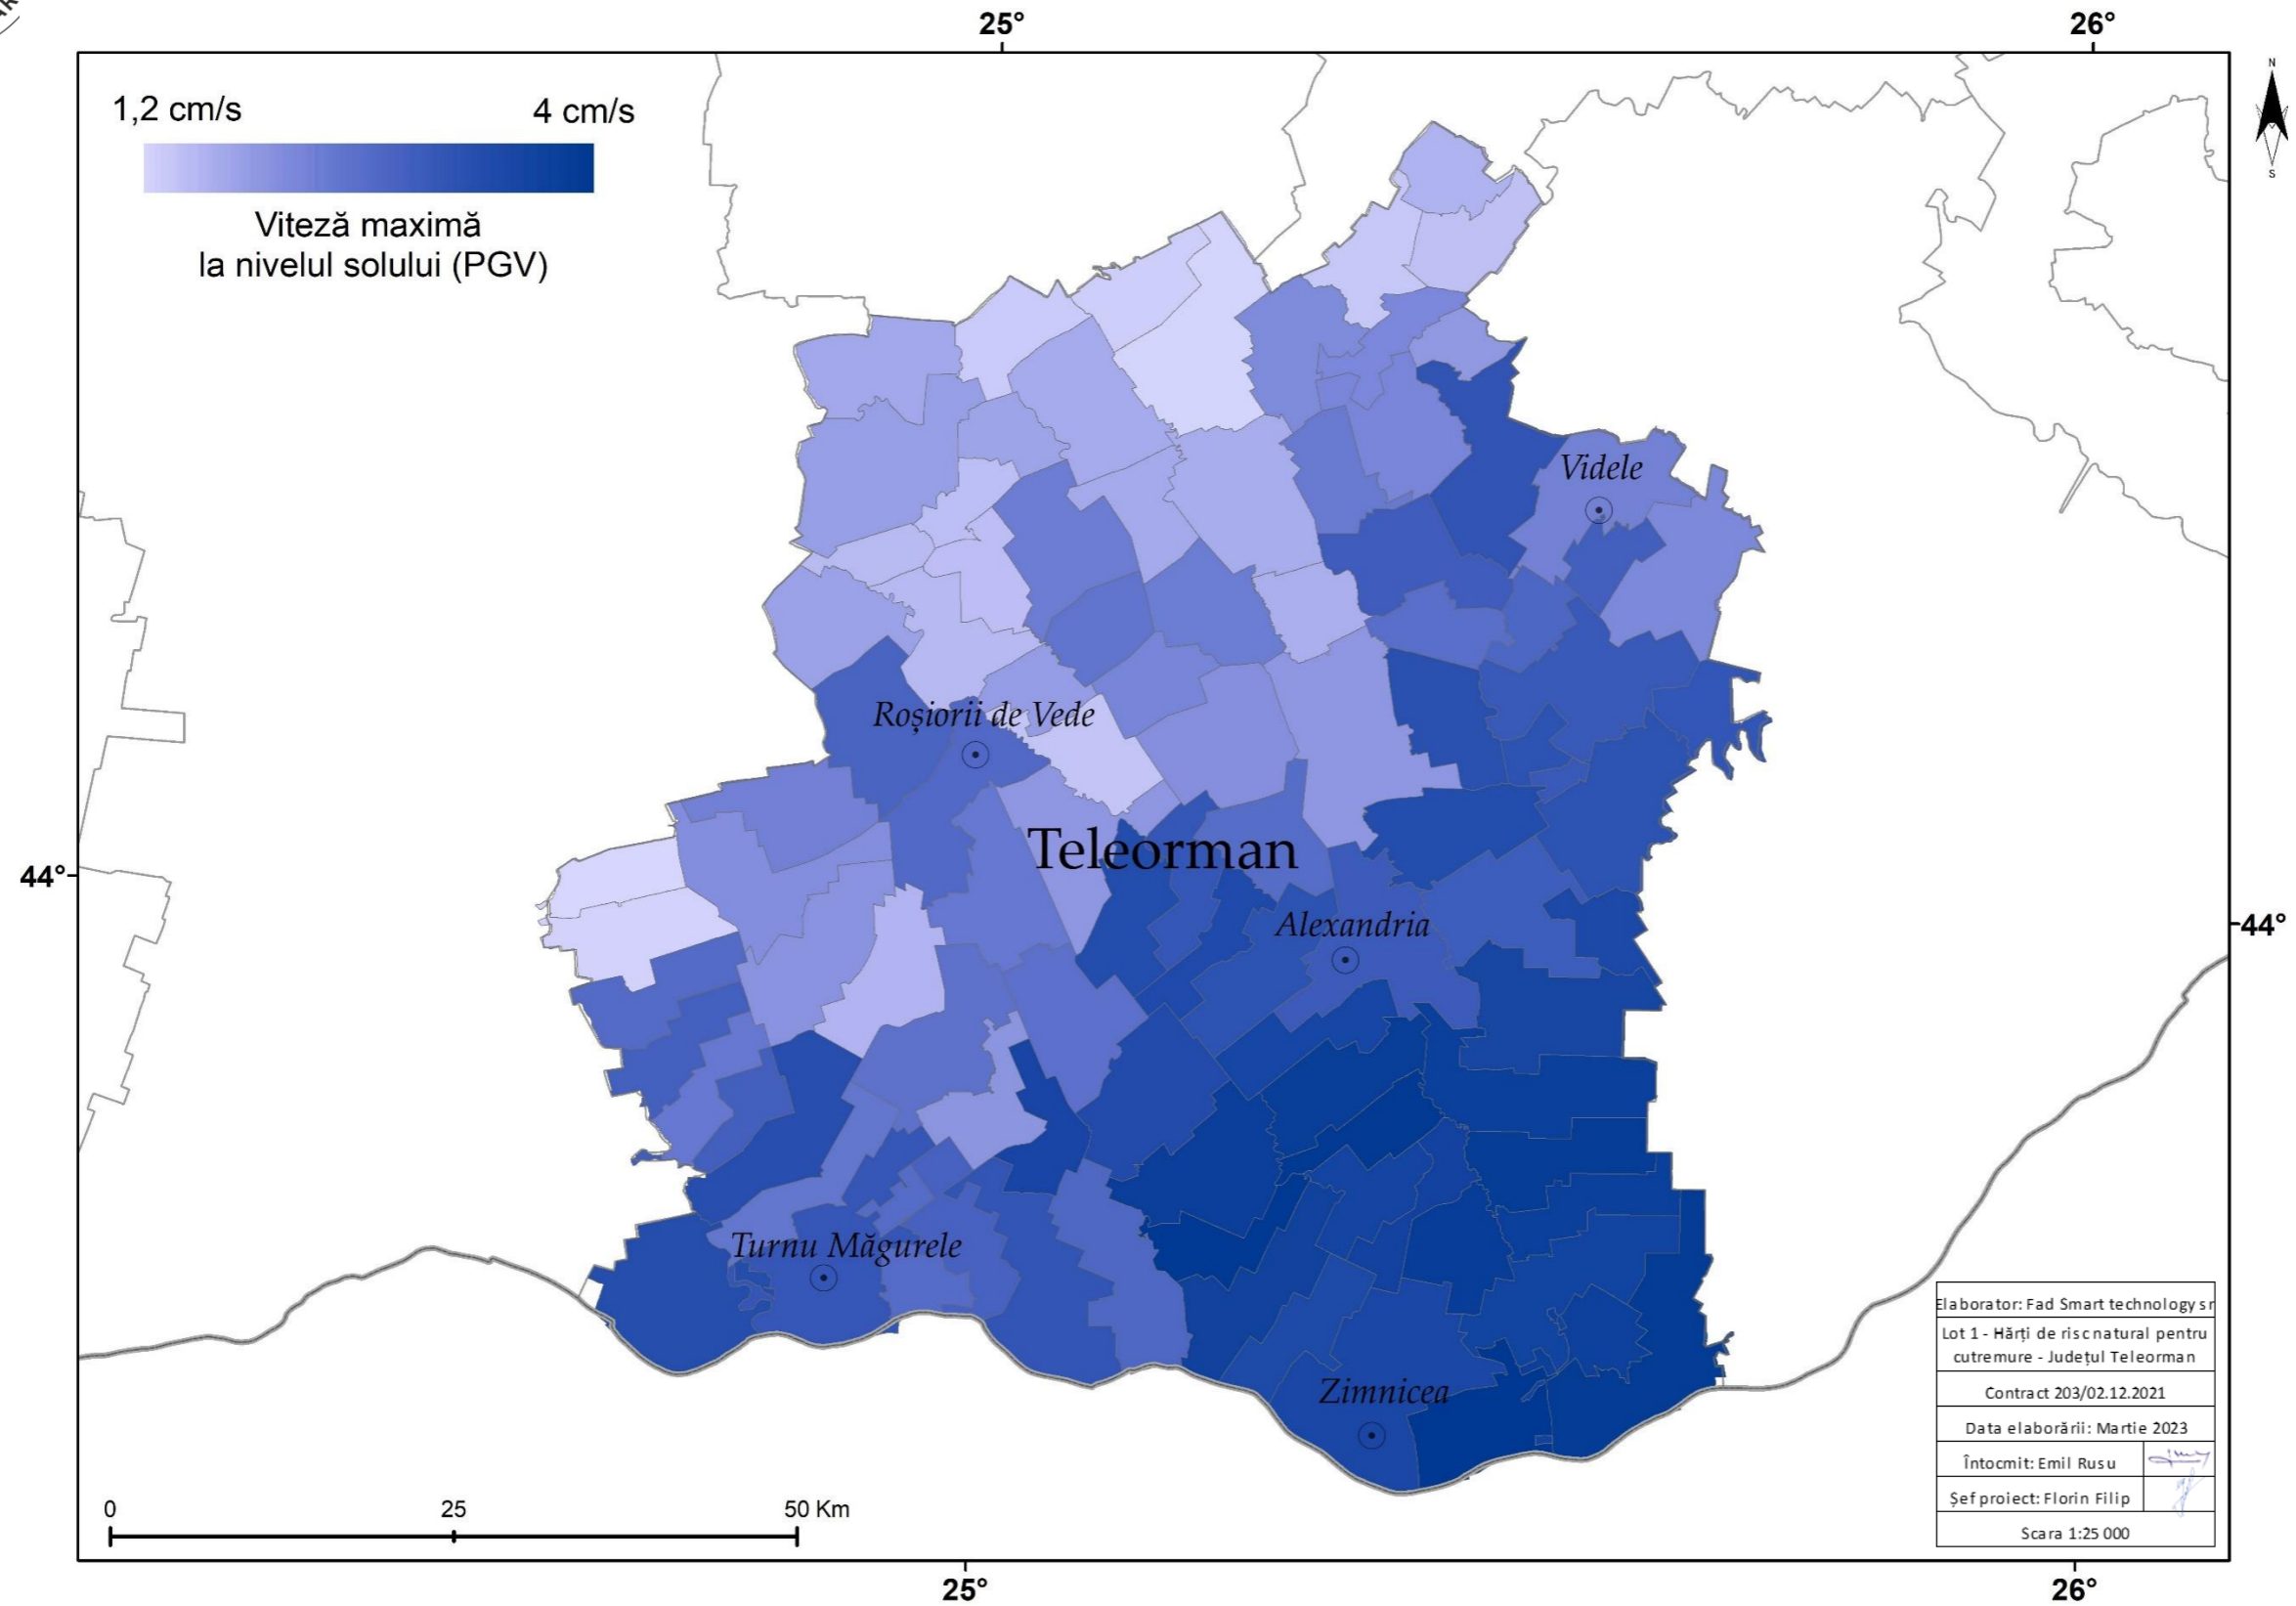 25°
26°
1,2 cm/s
4 cm/s
Viteză maximă
la nivelul solului (PGV)
N
S
Videle
Roșiorii de Vede
Teleorman
44°
Alexandria
44°
Turnu Măgurele
Zimnicea
Elaborator: Fad Smart technology sr
Lot 1 - Hărți de risc natural pentru
cutremure - Județul Teleorman
Contract 203/02.12.2021
Data elaborării: Martie 2023
Întocmit: Emil Rusu
Șef proiect: Florin Filip
Scara 1:25 000
0
25
50 Km
25°
26°